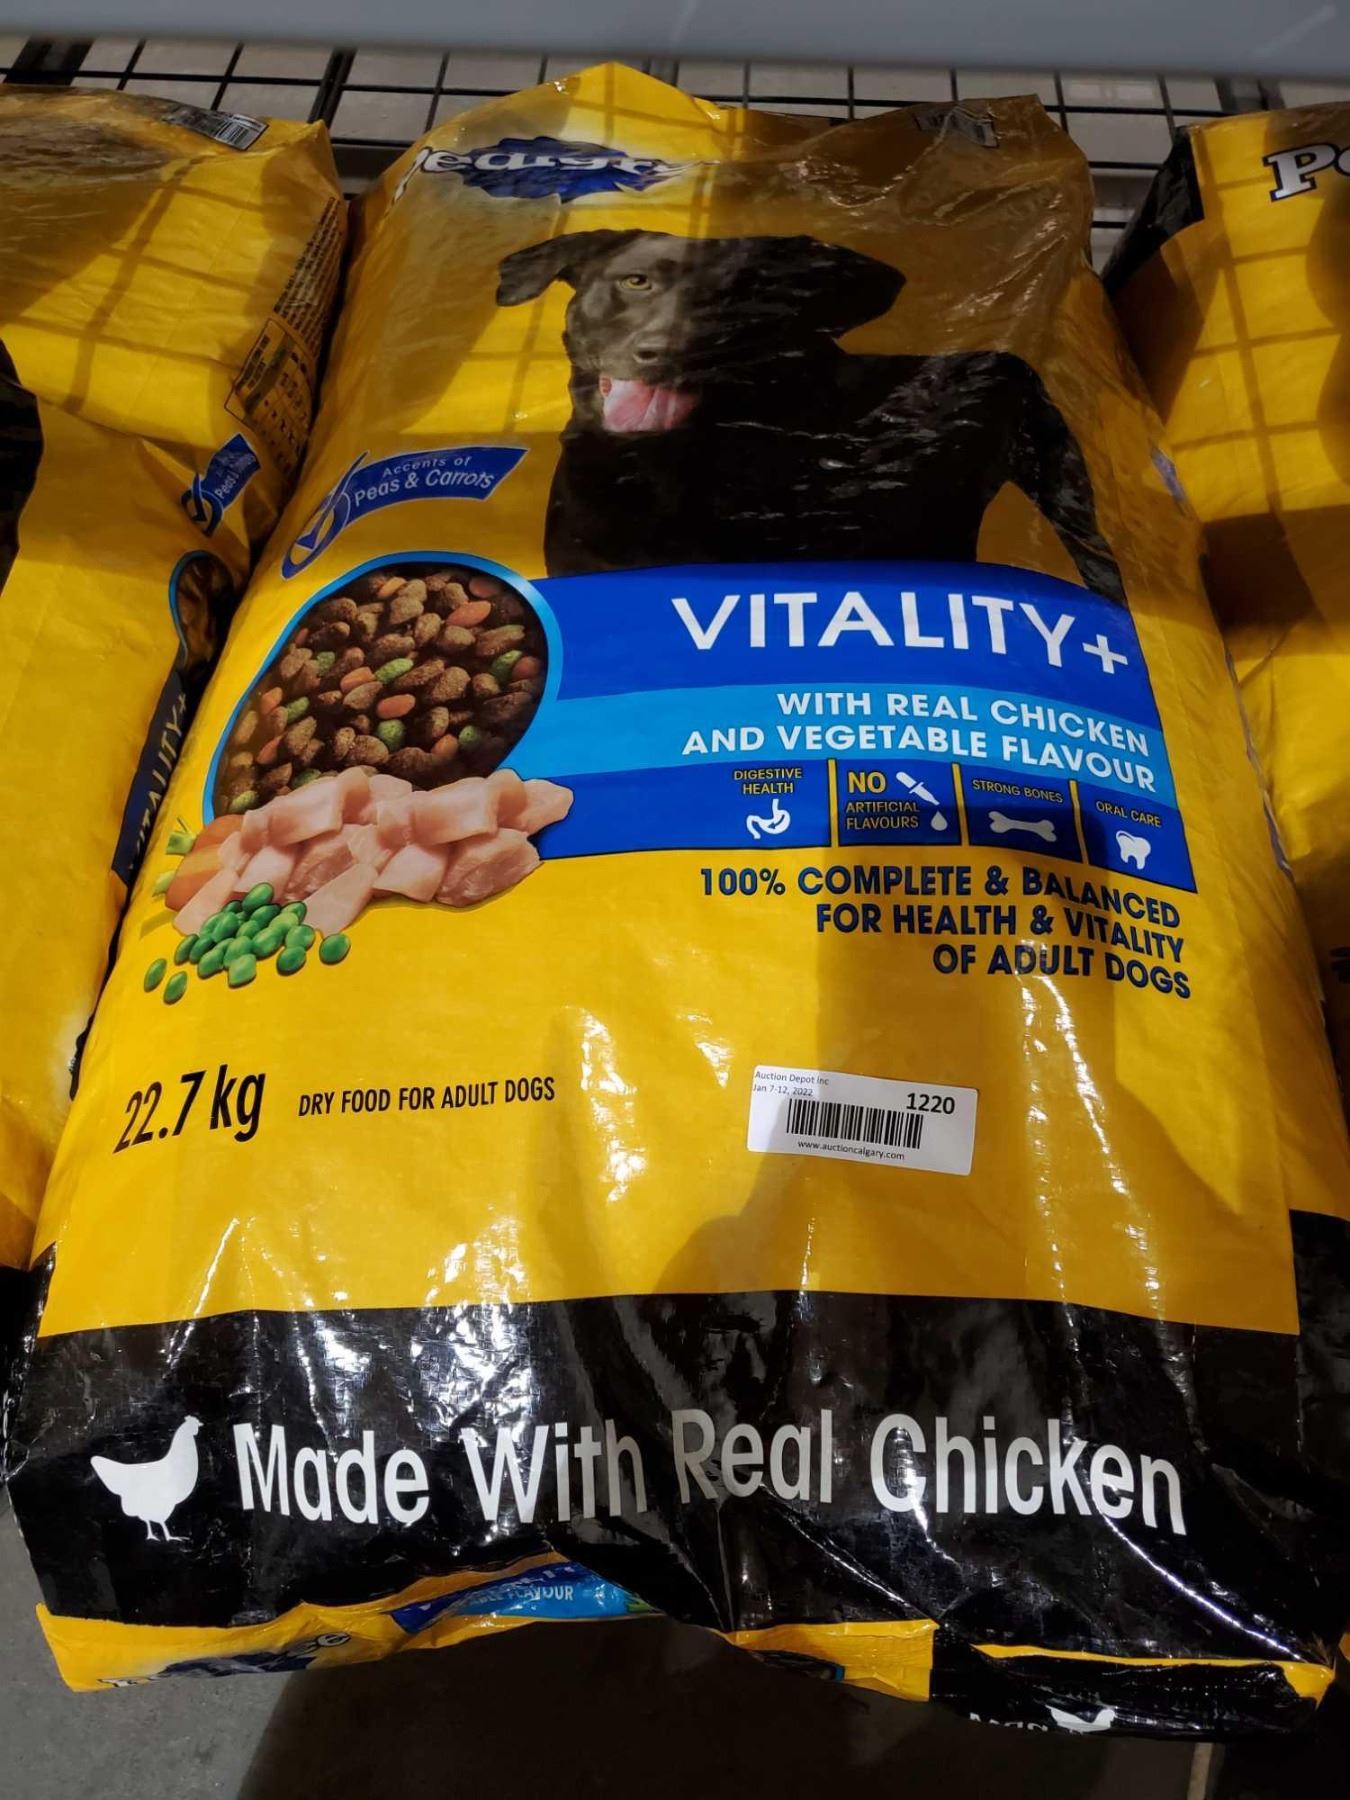 Pedigree
Accents of
Peas & Carrots
VITALITY+
WITH REAL CHICKEN
AND VEGETABLE FLAVOUR
DIGESTIVE
HEALTH
NO
ARTIFICIAL
FLAVOURS
STRONG BONES
ORAL CARE
100% COMPLETE & BALANCED
FOR HEALTH & VITALITY
OF ADULT DOGS
22.7 kg
DRY FOOD FOR ADULT DOGS
Auction Depot Inc
Jan 7-12, 2022
1220
www.auctioncalgary.com
Made With Real Chicken
FLAVOUR
VITALITY+